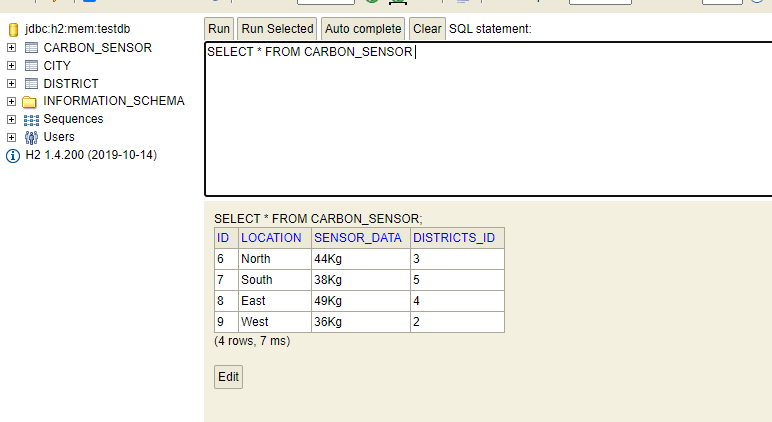 jdbc:h2:mem:testdb
CARBON_SENSOR
CITY
DISTRICT
INFORMATION_SCHEMA
Sequences
Users
H2 1.4.200 (2019-10-14)
Run Run Selected Auto complete Clear SQL statement:
SELECT * FROM CARBON_SENSOR
SELECT * FROM CARBON_SENSOR;
ID LOCATION SENSOR_DATA DISTRICTS_ID
6 North 44Kg 3
7 South 38Kg 5
8 East 49Kg 4
9 West 36Kg 2
(4 rows, 7 ms)
Edit